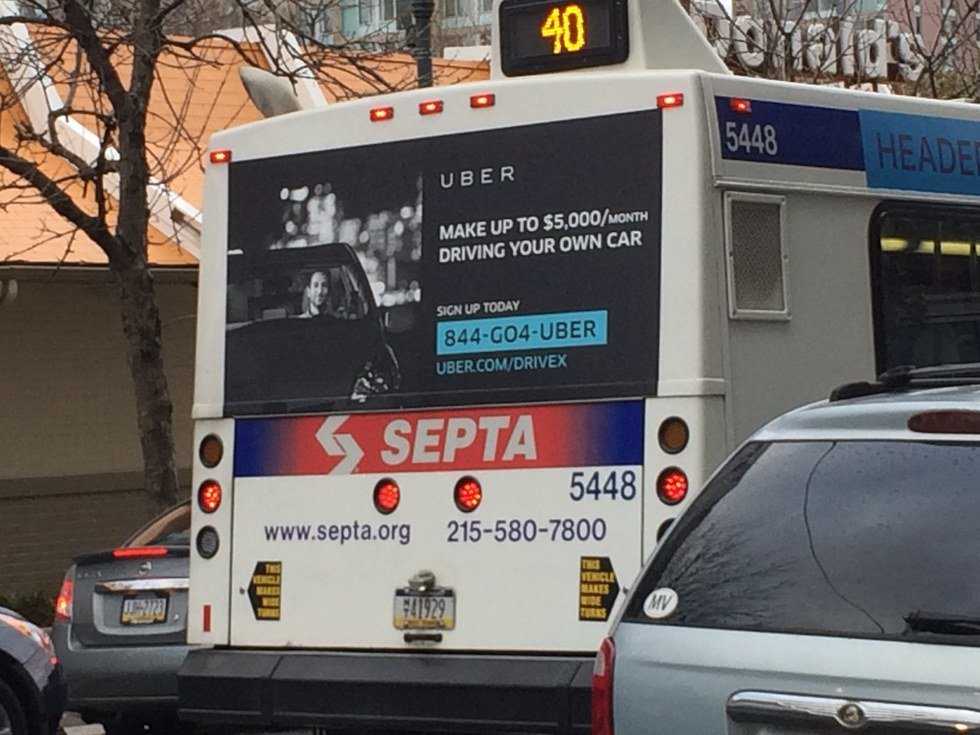 40
onald's
5448
HEADE
UBER
MAKE UP TO $5,000/MONTH
DRIVING YOUR OWN CAR
SIGN UP TODAY
844-GO4-UBER
UBER.COM/DRIVEX
SEPTA
5448
www.septa.org 215-580-7800
THIS
VEHICLE
MAKES
WIDE
TURNS
THIS
VEHICLE
MAKES
WIDE
TURNS
41929
MV